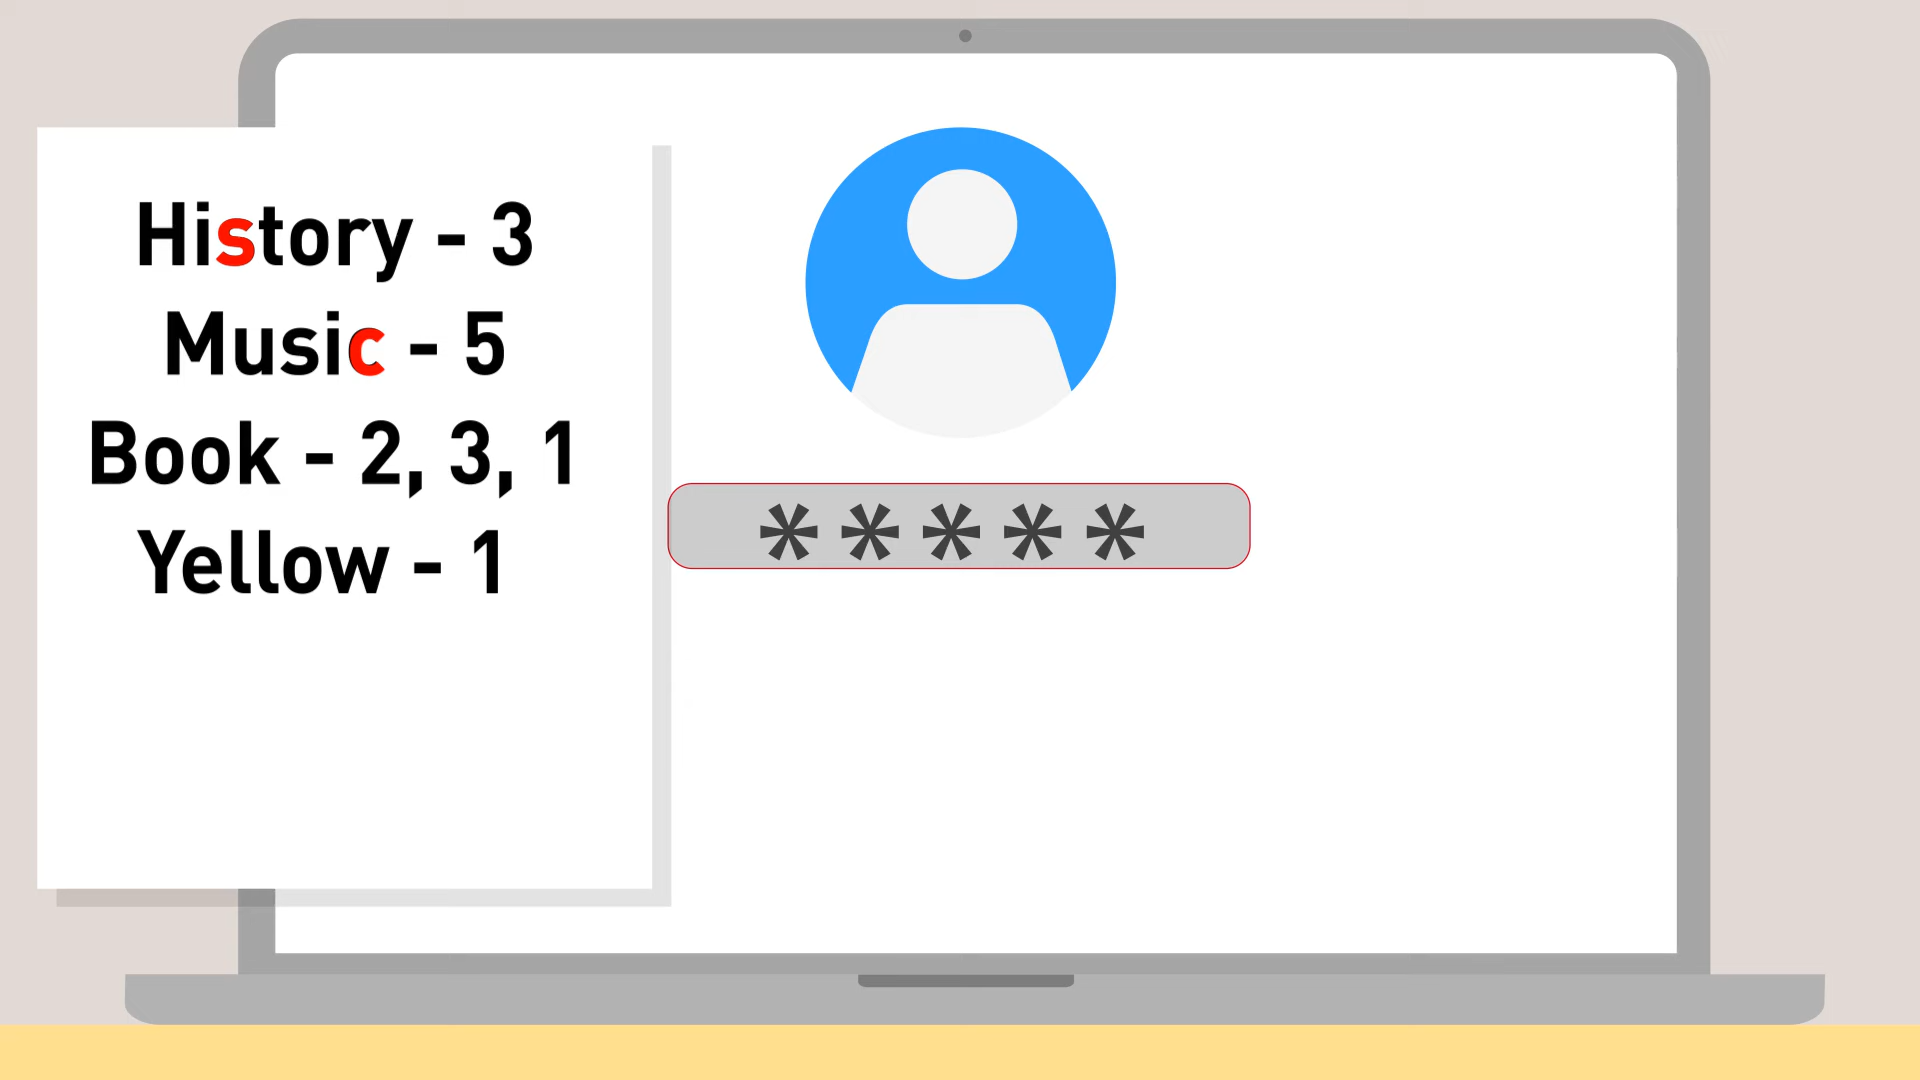 History - 3
Music - 5
Book - 2, 3, 1
Yellow - 1
* * * * *